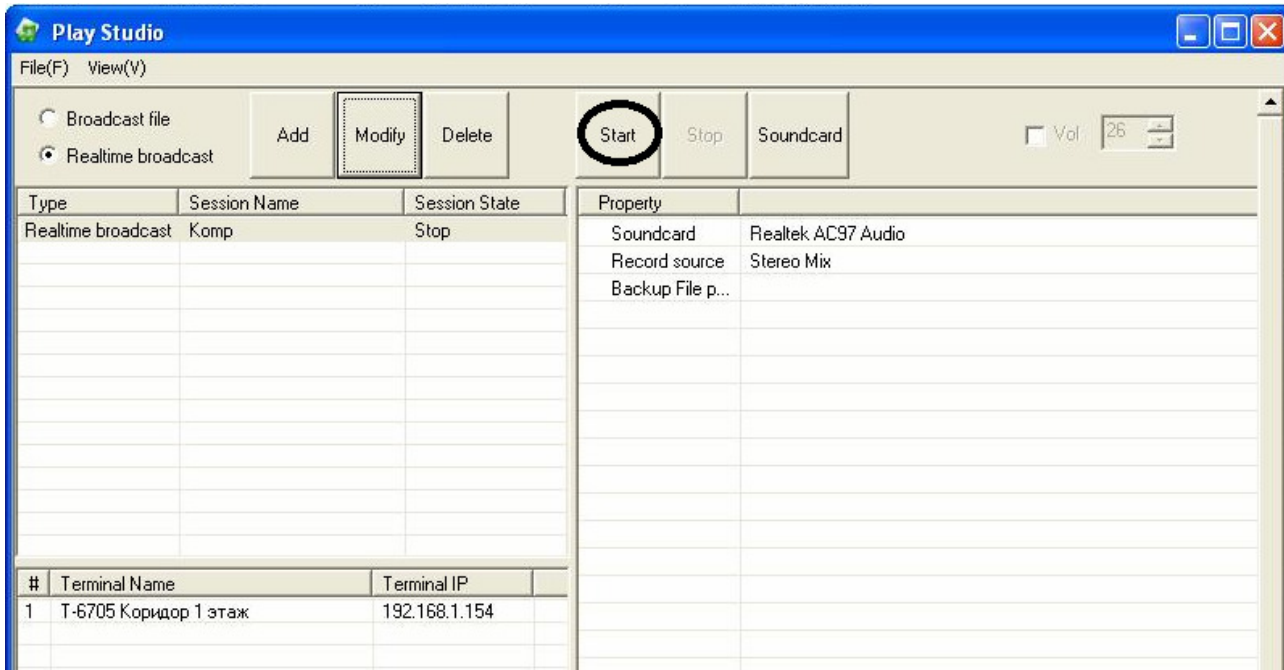 Play Studio
File(F) View(V)
Broadcast file
Realtime broadcast
Add
Modify
Delete
Start
Stop
Soundcard
Vol
26
Type Session Name Session State
Realtime broadcast Komp Stop
Property
Soundcard Realtek AC97 Audio
Record source Stereo Mix
Backup File p...
# Terminal Name Terminal IP
1 T-6705 Коридор 1 этаж 192.168.1.154